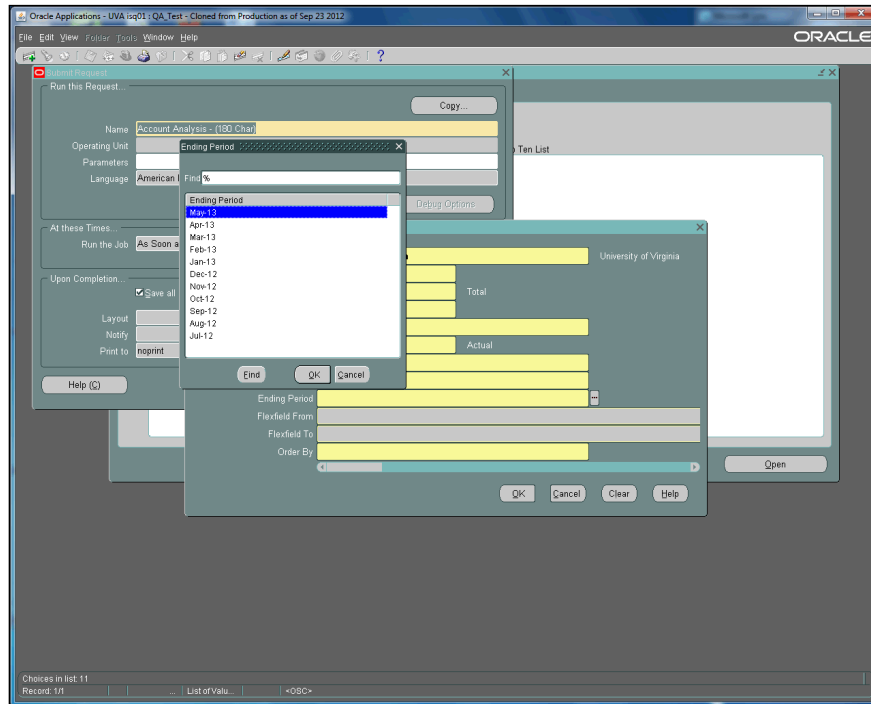 Oracle Applications - UVA isq01 : QA_Test - Cloned from Production as of Sep 23 2012
File Edit View Folder Tools Window Help
ORACLE
Submit Request
Run this Request...
Copy...
Name Account Analysis - (180 Char)
Operating Unit
Parameters
Language American
Ten List
Debug Options
At these Times...
Run the Job As Soon a
Upon Completion...
Save all
Layout
Notify
Print to noprint
Help (C)
Ending Period
Find %
Ending Period
May-13
Apr-13
Mar-13
Feb-13
Jan-13
Dec-12
Nov-12
Oct-12
Sep-12
Aug-12
Jul-12
Find OK Cancel
University of Virginia
Total
Actual
Ending Period
Flexfield From
Flexfield To
Order By
OK Cancel Clear Help
Open
Choices in list: 11
Record: 1/1 ... List of Valu... <OSC>